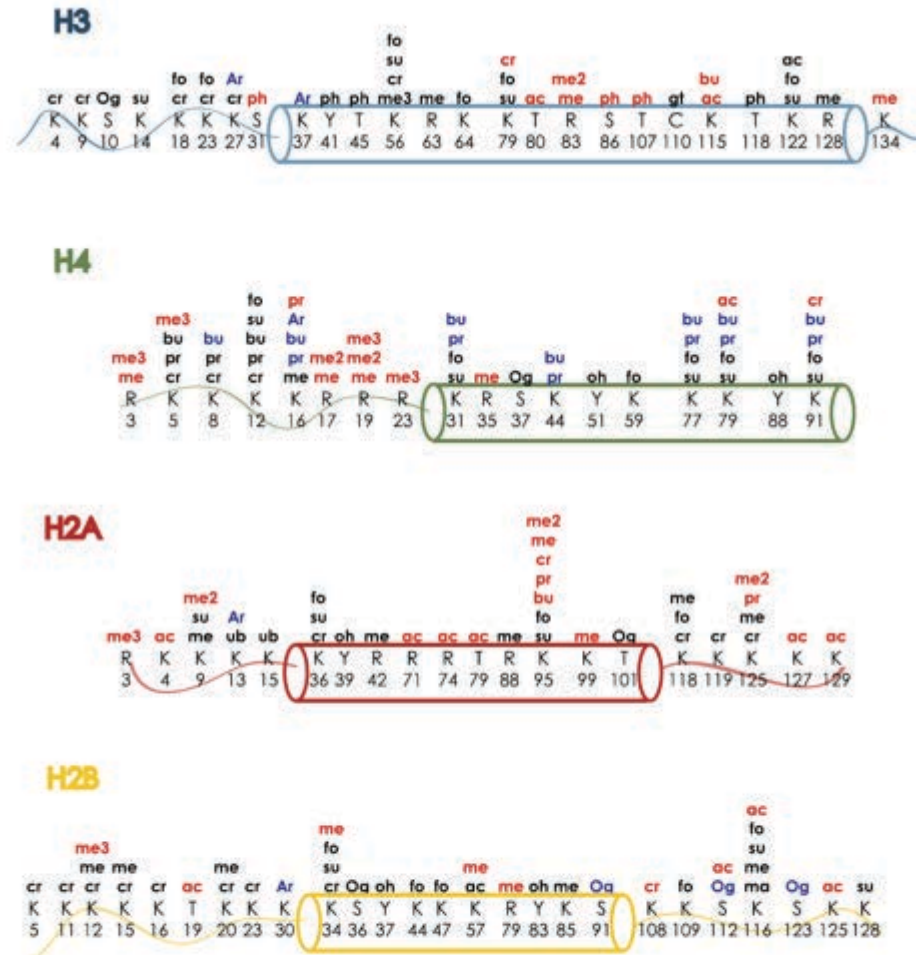 H3
fo
su cr ac
fo fo Ar cr fo me2 bu fo
cr cr Og su cr cr cr ph Ar ph ph me3 me fo su ac me ph ph gt ac ph su me me
K K S K K K K S K Y T K R K K T R S T C K T K R K
4 9 10 14 18 23 27 31 37 41 45 56 63 64 79 80 83 86 107 110 115 118 122 128 134
H4
fo pr ac cr
me3 su Ar me3 bu bu bu bu
bu bu bu bu me2 pr pr pr pr
me3 pr pr pr pr me2 me2 fo bu fo fo fo
me cr cr cr me me me me3 su me Og pr oh fo su su oh su
R K K K K R R R K R S K Y K K K Y K
3 5 8 12 16 17 19 23 31 35 37 44 51 59 77 79 88 91
H2A
me2
me
cr
pr me2
me2 fo bu me pr
su Ar su fo fo me
me3 ac me ub ub cr oh me ac ac ac me su me Og cr cr cr ac ac
R K K K K K Y R R R T R K K T K K K K K
3 4 9 13 15 36 39 42 71 74 79 88 95 99 101 118 119 125 127 129
H2B
ac
me fo
me3 fo su
me me me su me ac me
cr cr cr cr cr ac cr cr Ar cr Og oh fo fo ac me oh me Og cr fo Og ma Og ac su
K K K K K T K K K K S Y K K K R Y K S K K S K S K K
5 11 12 15 16 19 20 23 30 34 36 37 44 47 57 79 83 85 91 108 109 112 116 123 125 128